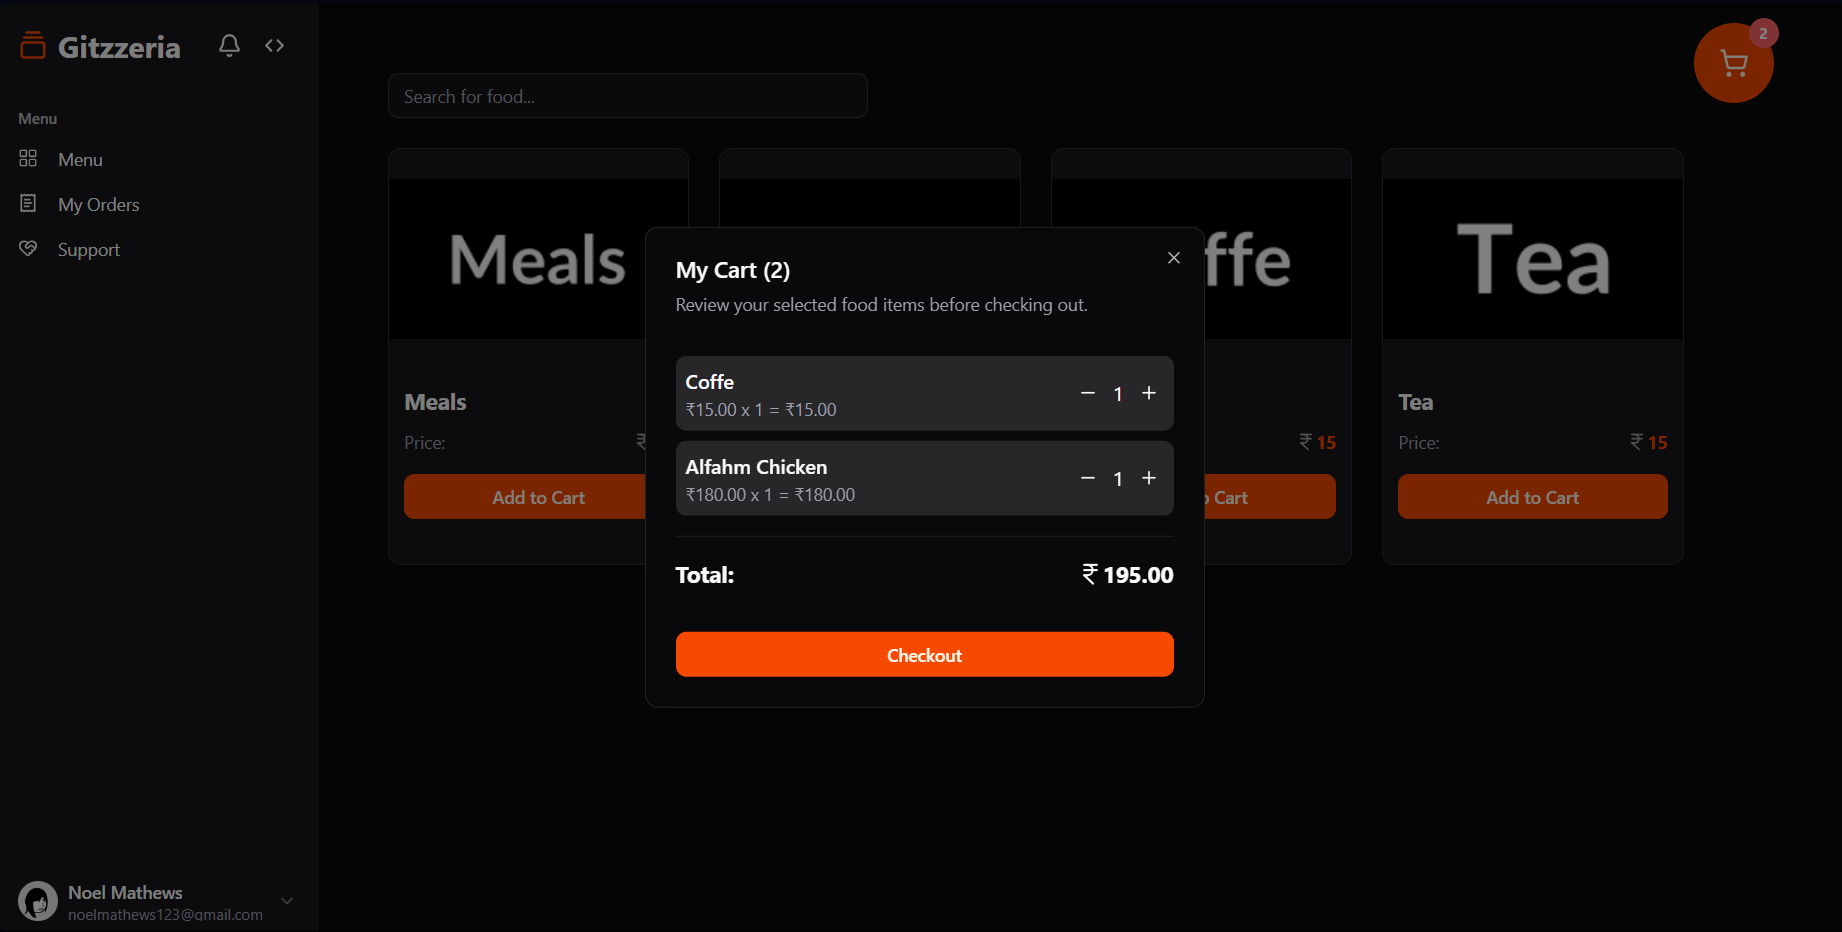 Gitzzeria
Menu
Menu
My Orders
Support
Noel Mathews
noelmathews123@gmail.com
Search for food...
2
Meals
ffe
Tea
Meals
Price:
₹
Add to Cart
₹ 15
Cart
Tea
Price:
₹ 15
Add to Cart
My Cart (2)
Review your selected food items before checking out.
Coffe
₹15.00 x 1 = ₹15.00
− 1 +
Alfahm Chicken
₹180.00 x 1 = ₹180.00
− 1 +
Total:
₹ 195.00
Checkout